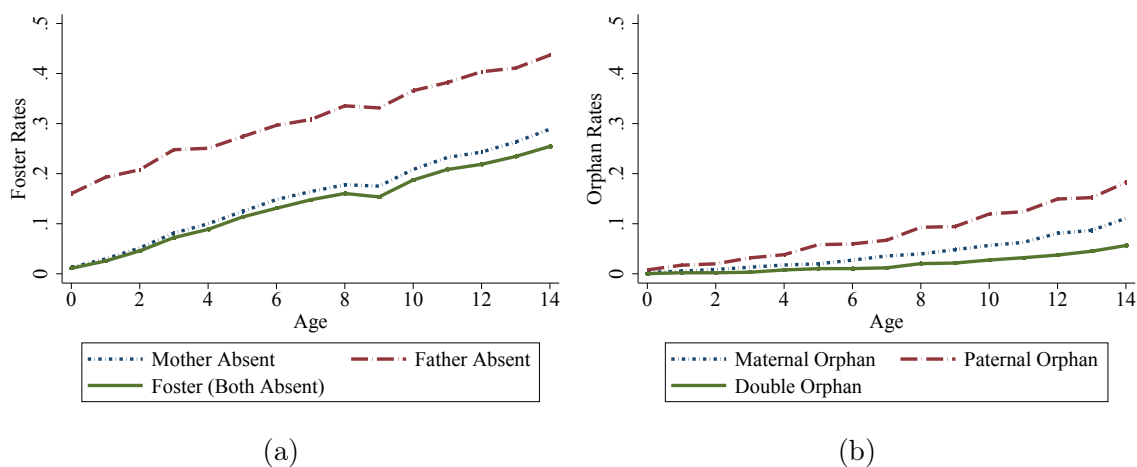 Foster Rates
0 .1 .2 .3 .4 .5
0 2 4 6 8 10 12 14
Age
Mother Absent Father Absent
Foster (Both Absent)
(a)
Orphan Rates
0 .1 .2 .3 .4 .5
0 2 4 6 8 10 12 14
Age
Maternal Orphan Paternal Orphan
Double Orphan
(b)